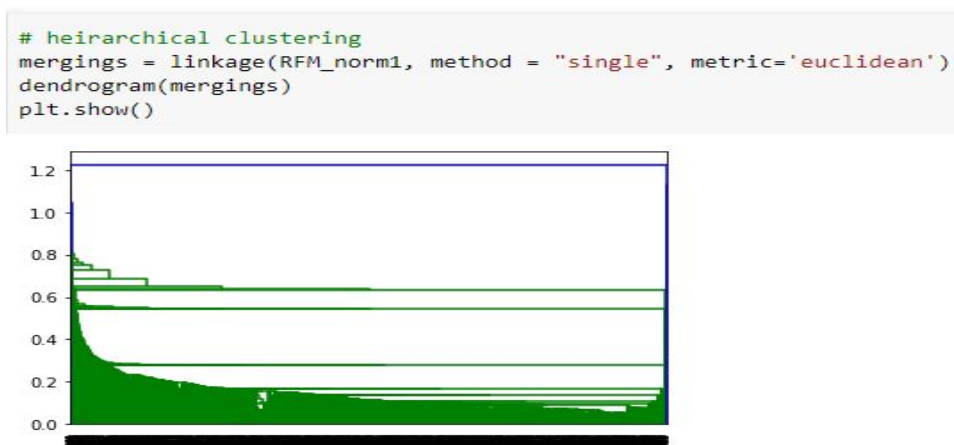 # heirarchical clustering
mergings = linkage(RFM_norm1, method = "single", metric='euclidean')
dendrogram(mergings)
plt.show()
1.2
1.0
0.8
0.6
0.4
0.2
0.0